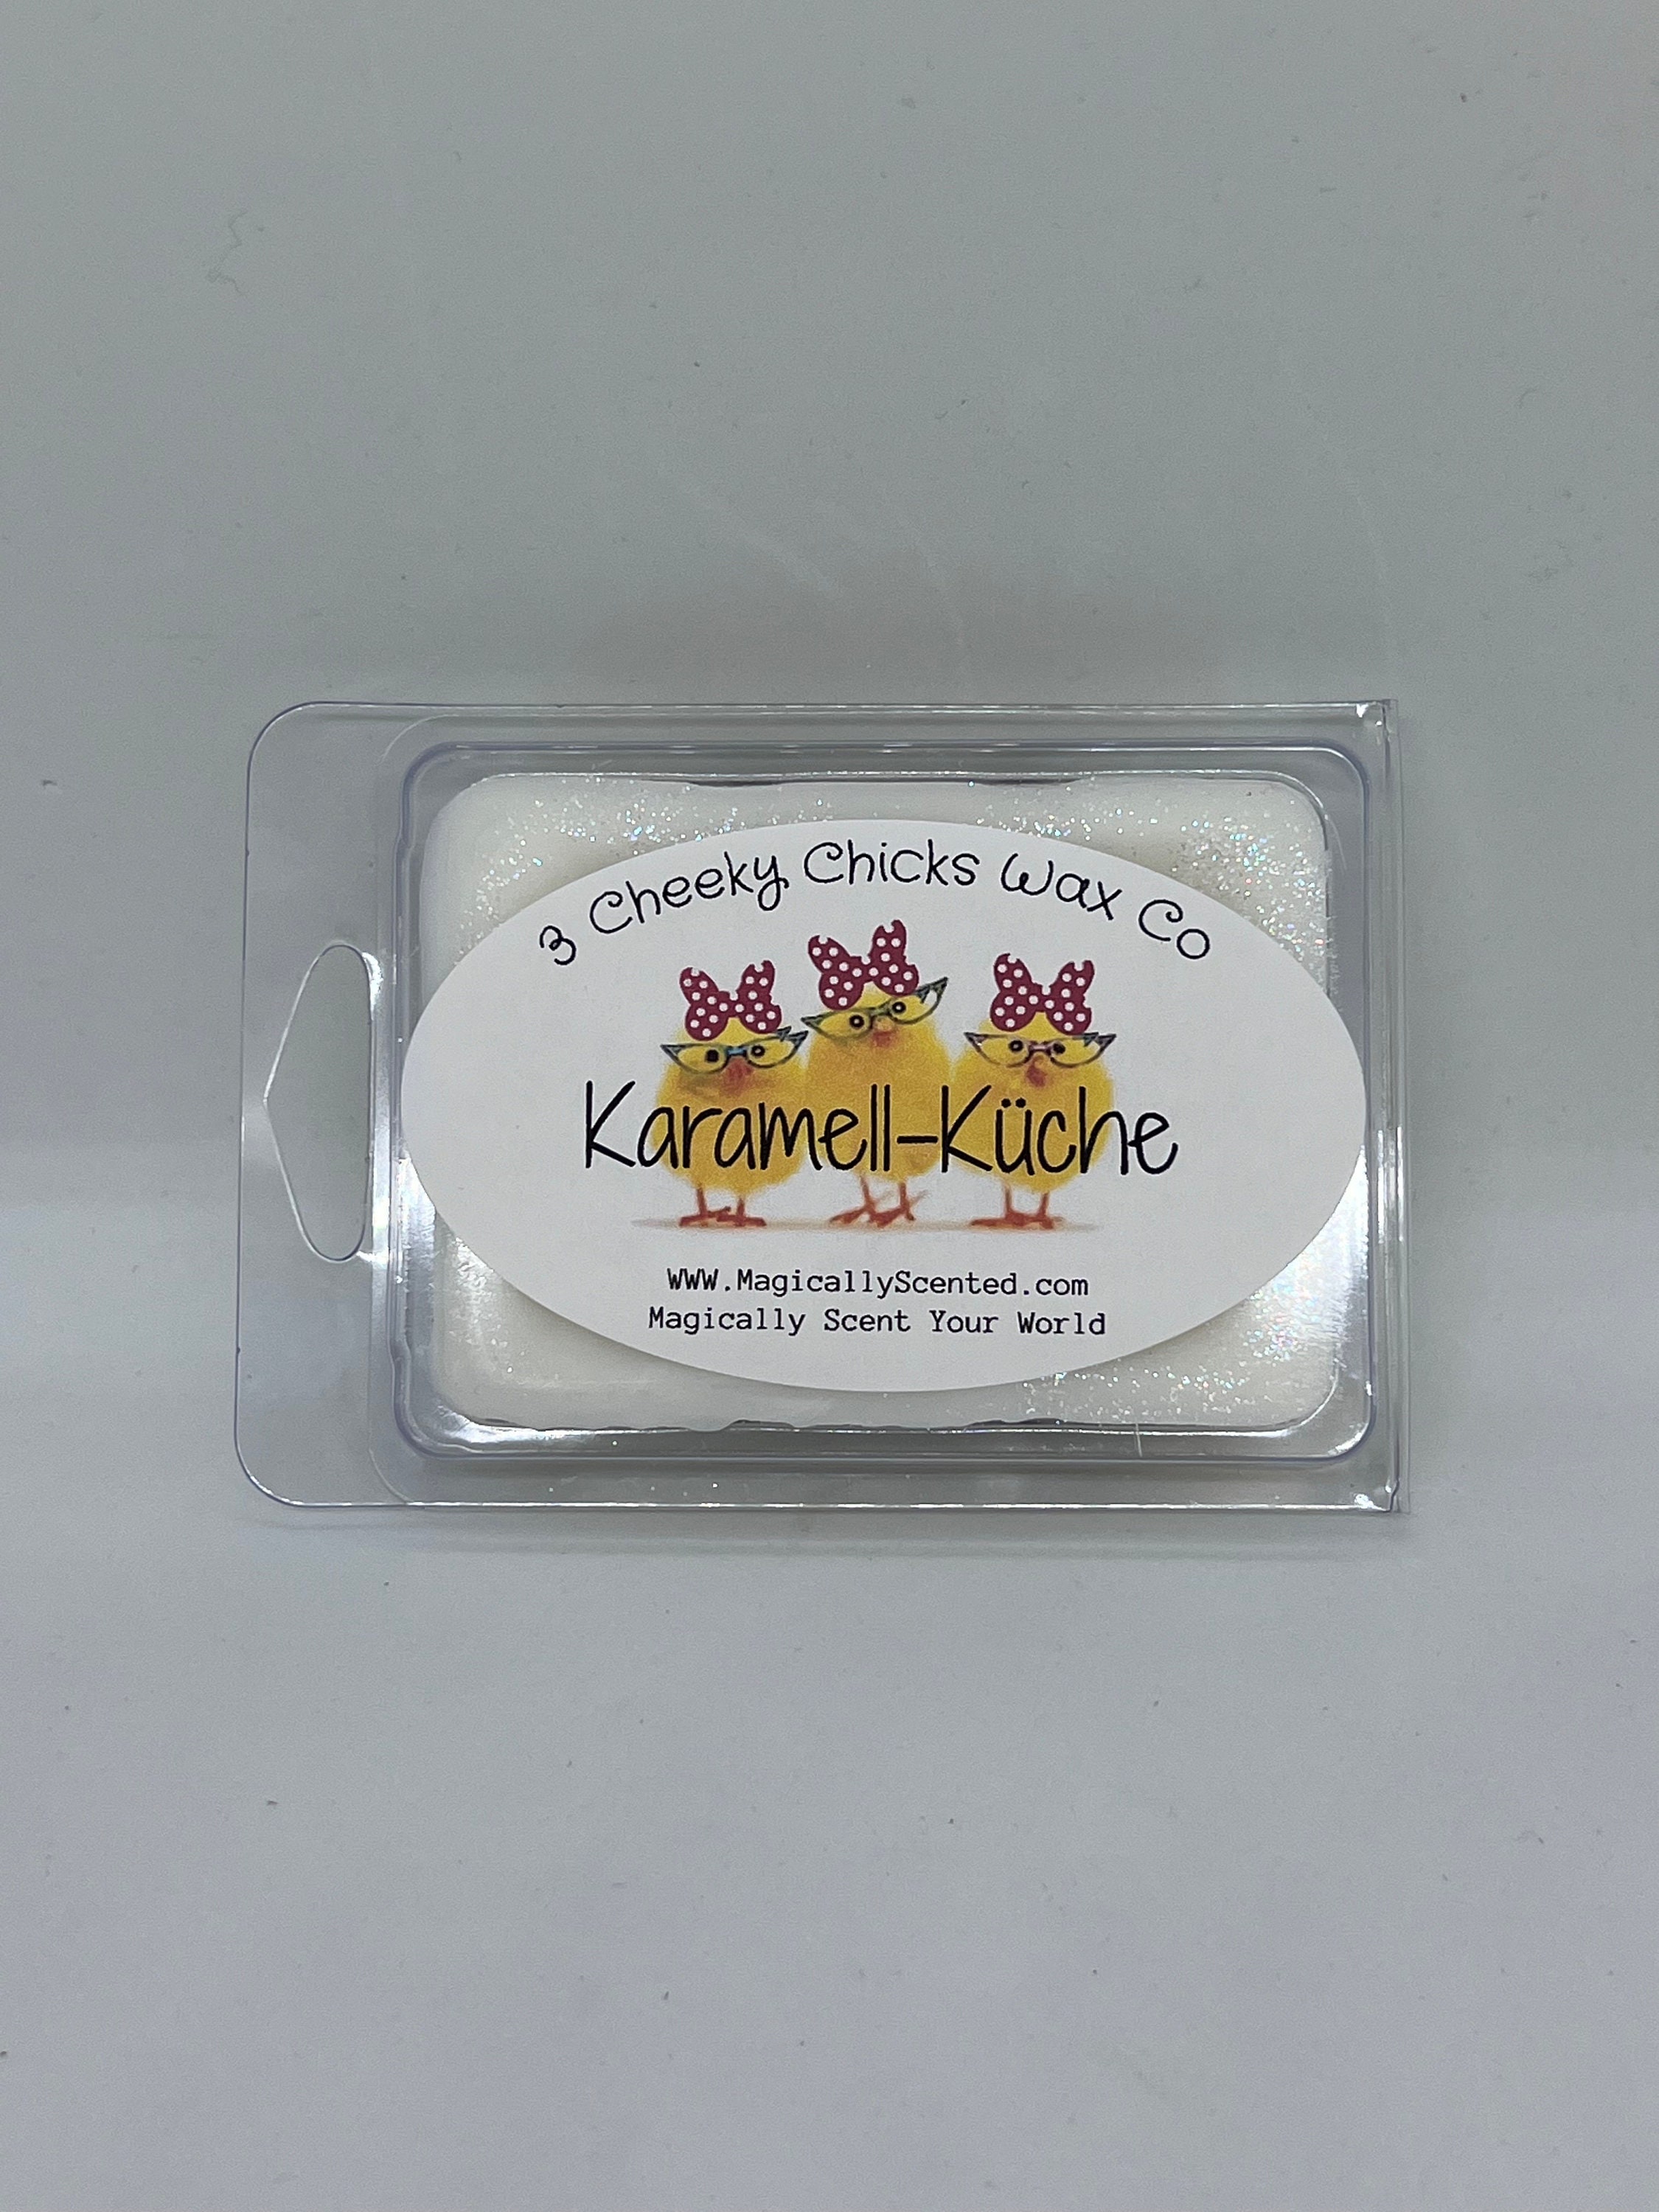 3 Cheeky Chicks Wax Co
Karamell-Küche
WWW.MagicallyScented.com
Magically Scent Your World